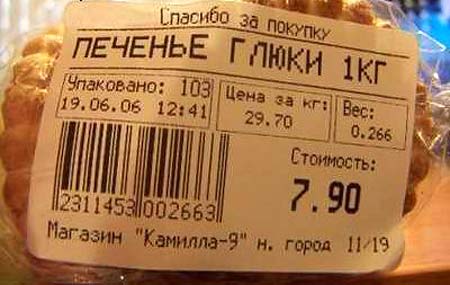 Спасибо за покупку
ПЕЧЕНЬЕ ГЛЮКИ 1КГ
Упаковано: 103
19.06.06 12:41
Цена за кг:
29.70
Вес:
0.266
Стоимость:
7.90
2311453 002663
Магазин "Камилла-9" н. город 11/19